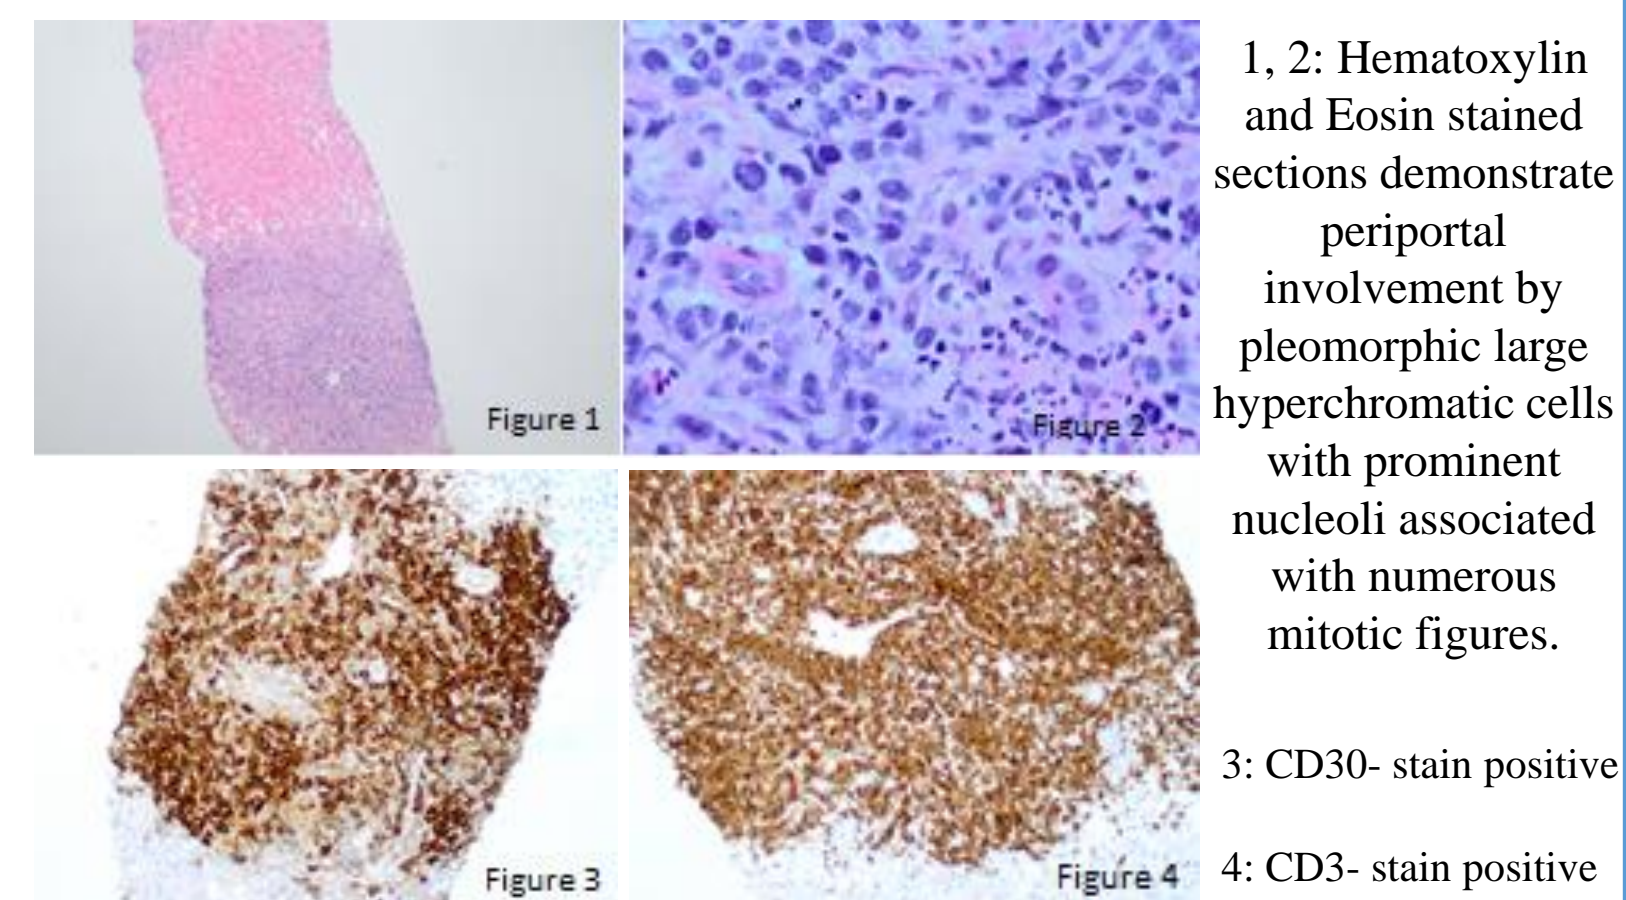 Figure 1
Figure 2
Figure 3
Figure 4
1, 2: Hematoxylin
and Eosin stained
sections demonstrate
periportal
involvement by
pleomorphic large
hyperchromatic cells
with prominent
nucleoli associated
with numerous
mitotic figures.
3: CD30- stain positive
4: CD3- stain positive